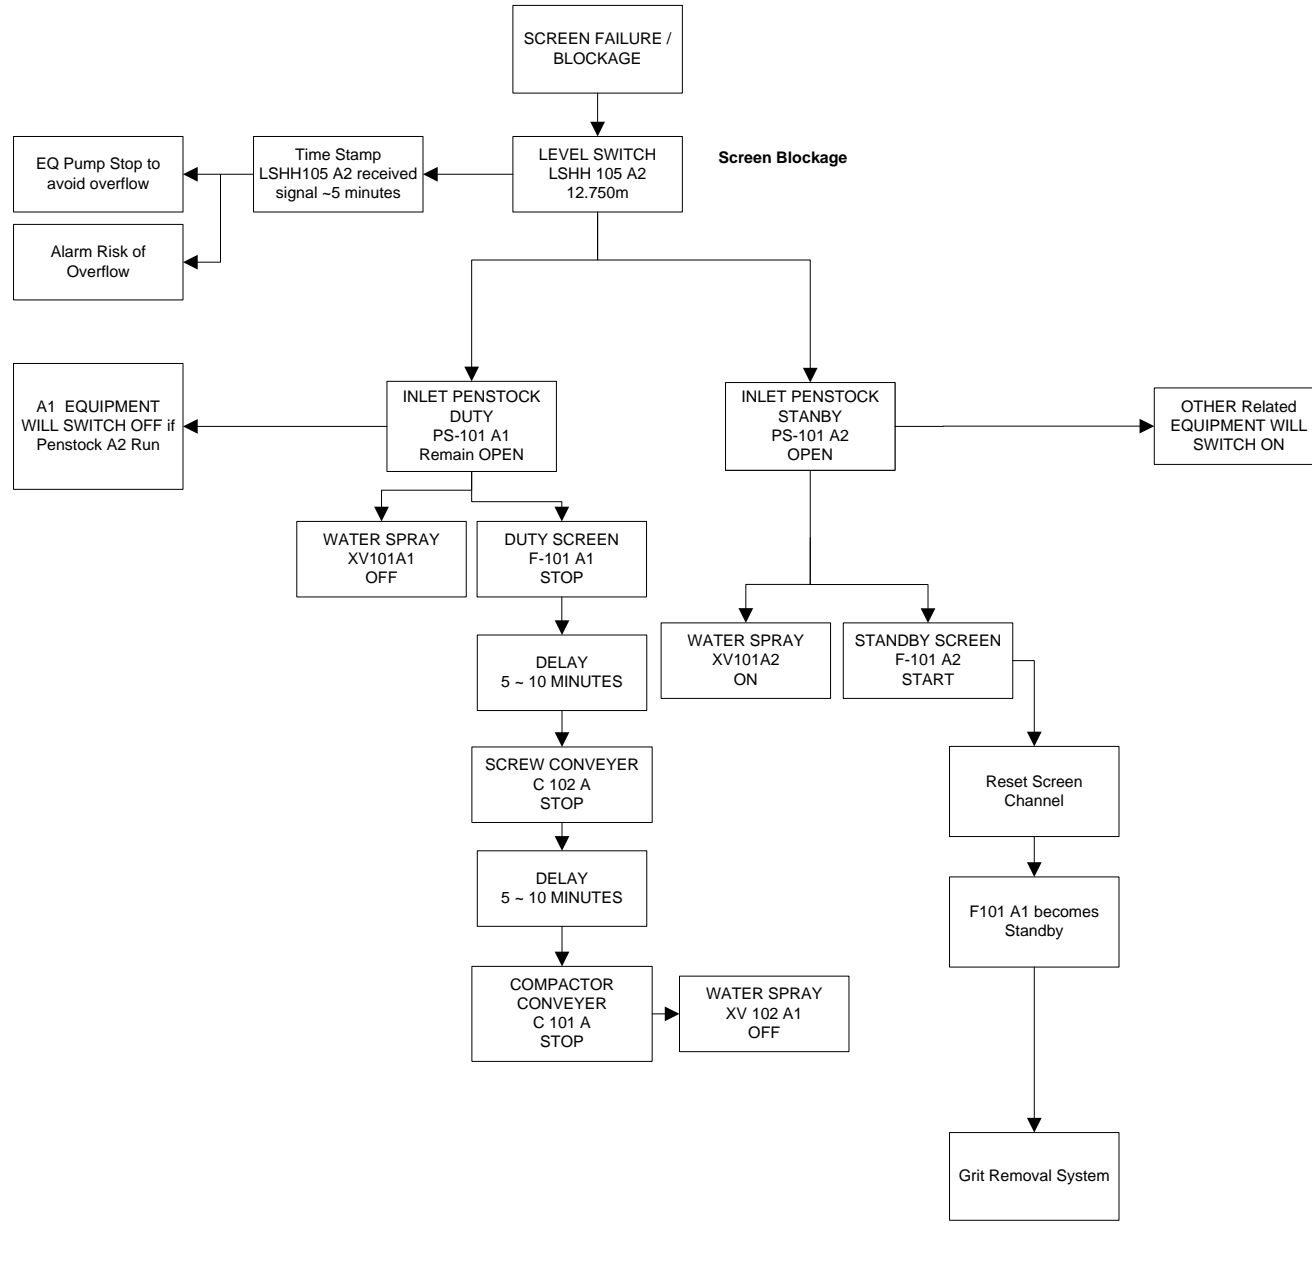 SCREEN FAILURE /
BLOCKAGE
EQ Pump Stop to
avoid overflow
Time Stamp
LSHH105 A2 received
signal ~5 minutes
LEVEL SWITCH
LSHH 105 A2
12.750m
Screen Blockage
Alarm Risk of
Overflow
A1 EQUIPMENT
WILL SWITCH OFF if
Penstock A2 Run
INLET PENSTOCK
DUTY
PS-101 A1
Remain OPEN
INLET PENSTOCK
STANBY
PS-101 A2
OPEN
OTHER Related
EQUIPMENT WILL
SWITCH ON
WATER SPRAY
XV101A1
OFF
DUTY SCREEN
F-101 A1
STOP
DELAY
5 ~ 10 MINUTES
WATER SPRAY
XV101A2
ON
STANDBY SCREEN
F-101 A2
START
SCREW CONVEYER
C 102 A
STOP
Reset Screen
Channel
DELAY
5 ~ 10 MINUTES
F101 A1 becomes
Standby
COMPACTOR
CONVEYER
C 101 A
STOP
WATER SPRAY
XV 102 A1
OFF
Grit Removal System